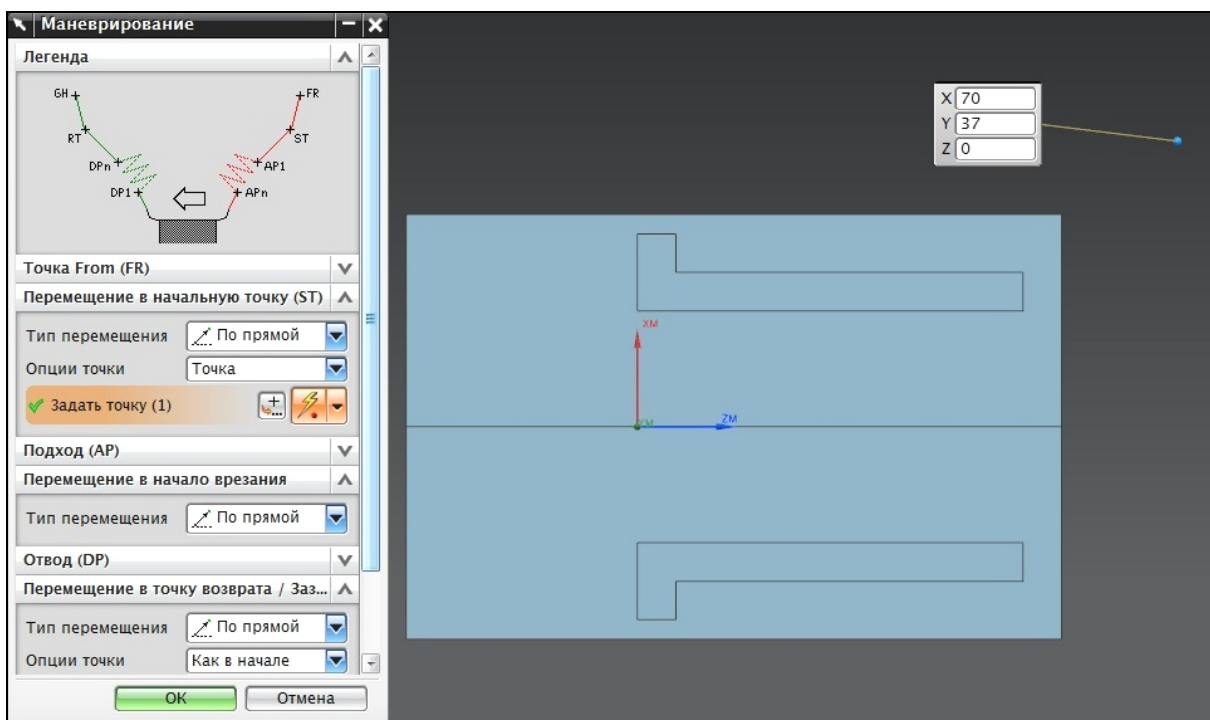 Маневрирование
Легенда
GH
FR
RT
ST
DPn
AP1
DP1
APn
Точка From (FR)
Перемещение в начальную точку (ST)
Тип перемещения По прямой
Опции точки Точка
Задать точку (1)
Подход (AP)
Перемещение в начало врезания
Тип перемещения По прямой
Отвод (DP)
Перемещение в точку возврата / Заз...
Тип перемещения По прямой
Опции точки Как в начале
ОК Отмена
X 70
Y 37
Z 0
XM
YM
ZM